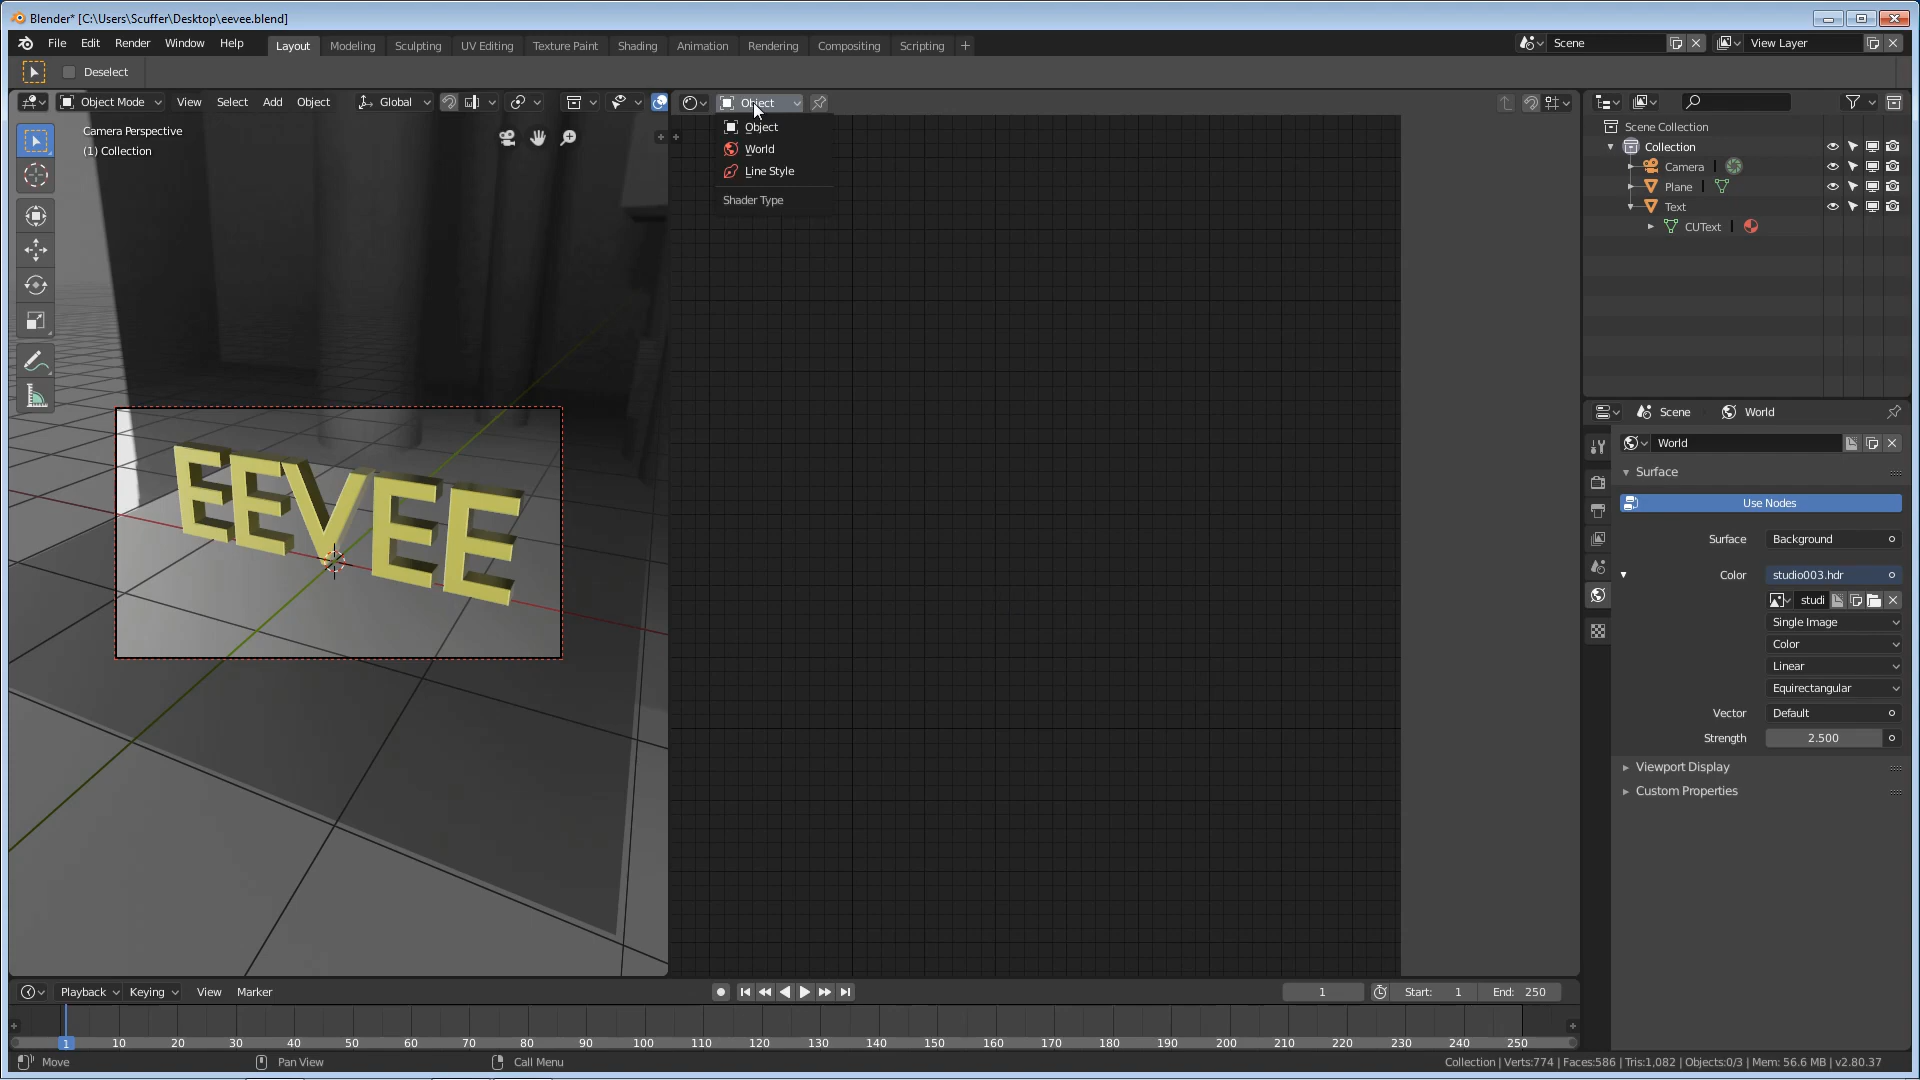 Blender* [C:\Users\Scuffer\Desktop\eevee.blend]
File Edit Render Window Help
Layout Modeling Sculpting UV Editing Texture Paint Shading Animation Rendering Compositing Scripting +
Scene
View Layer
Deselect
Object Mode View Select Add Object Global
Object
Camera Perspective
(1) Collection
Object
World
Line Style
Shader Type
EEVEE
Scene Collection
Collection
Camera
Plane
Text
CUText
Scene World
World
Surface
Use Nodes
Surface Background
Color studio003.hdr
studi
Single Image
Color
Linear
Equirectangular
Vector Default
Strength 2.500
Viewport Display
Custom Properties
Playback Keying View Marker
1 Start: 1 End: 250
1 10 20 30 40 50 60 70 80 90 100 110 120 130 140 150 160 170 180 190 200 210 220 230 240 250
Move Pan View Call Menu
Collection | Verts:774 | Faces:586 | Tris:1,082 | Objects:0/3 | Mem: 56.6 MB | v2.80.37